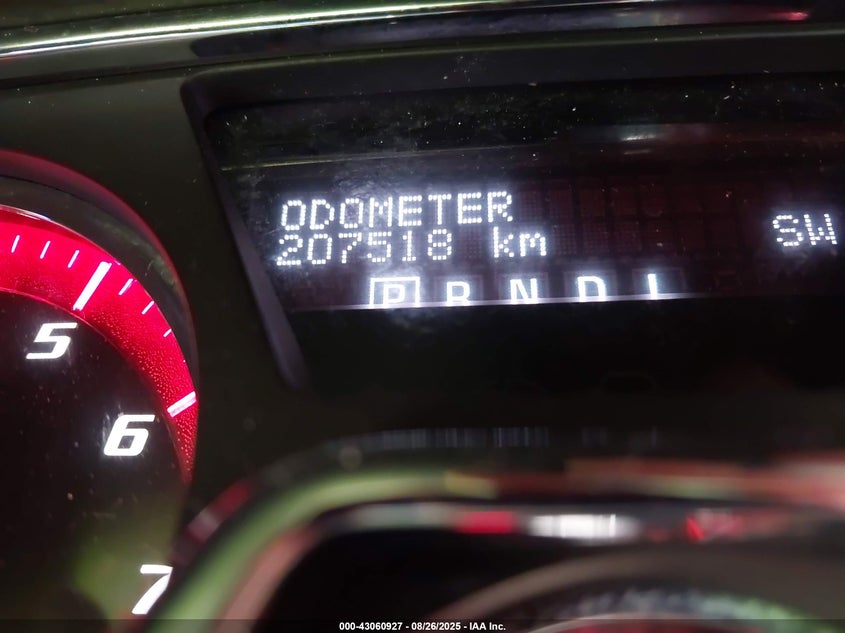 ODOMETER
207518 km
SW
P R N D L
5
6
7
000-43060927 - 08/26/2025 - IAA Inc.